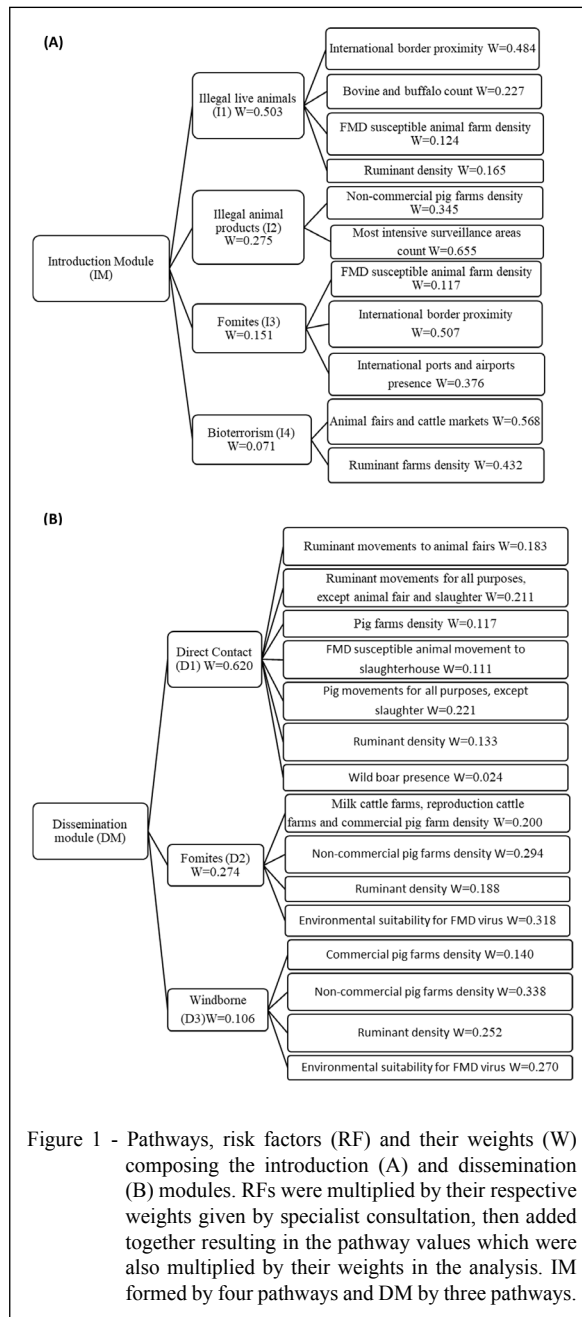 (A)
International border proximity W=0.484
Illegal live animals
(I1) W=0.503
Bovine and buffalo count W=0.227
FMD susceptible animal farm density
W=0.124
Ruminant density W=0.165
Illegal animal
products (I2)
W=0.275
Non-commercial pig farms density
W=0.345
Most intensive surveillance areas
count W=0.655
Introduction Module
(IM)
Fomites (I3)
W=0.151
FMD susceptible animal farm density
W=0.117
International border proximity
W=0.507
International ports and airports
presence W=0.376
Bioterrorism (I4)
W=0.071
Animal fairs and cattle markets W=0.568
Ruminant farms density W=0.432
(B)
Ruminant movements to animal fairs W=0.183
Ruminant movements for all purposes,
except animal fair and slaughter W=0.211
Pig farms density W=0.117
Direct Contact
(D1) W=0.620
FMD susceptible animal movement to
slaughterhouse W=0.111
Pig movements for all purposes, except
slaughter W=0.221
Ruminant density W=0.133
Wild boar presence W=0.024
Dissemination
module (DM)
Fomites (D2)
W=0.274
Milk cattle farms, reproduction cattle
farms and commercial pig farm density W=0.200
Non-commercial pig farms density W=0.294
Ruminant density W=0.188
Environmental suitability for FMD virus W=0.318
Windborne
(D3)W=0.106
Commercial pig farms density W=0.140
Non-commercial pig farms density W=0.338
Ruminant density W=0.252
Environmental suitability for FMD virus W=0.270
Figure 1 - Pathways, risk factors (RF) and their weights (W)
composing the introduction (A) and dissemination
(B) modules. RFs were multiplied by their respective
weights given by specialist consultation, then added
together resulting in the pathway values which were
also multiplied by their weights in the analysis. IM
formed by four pathways and DM by three pathways.